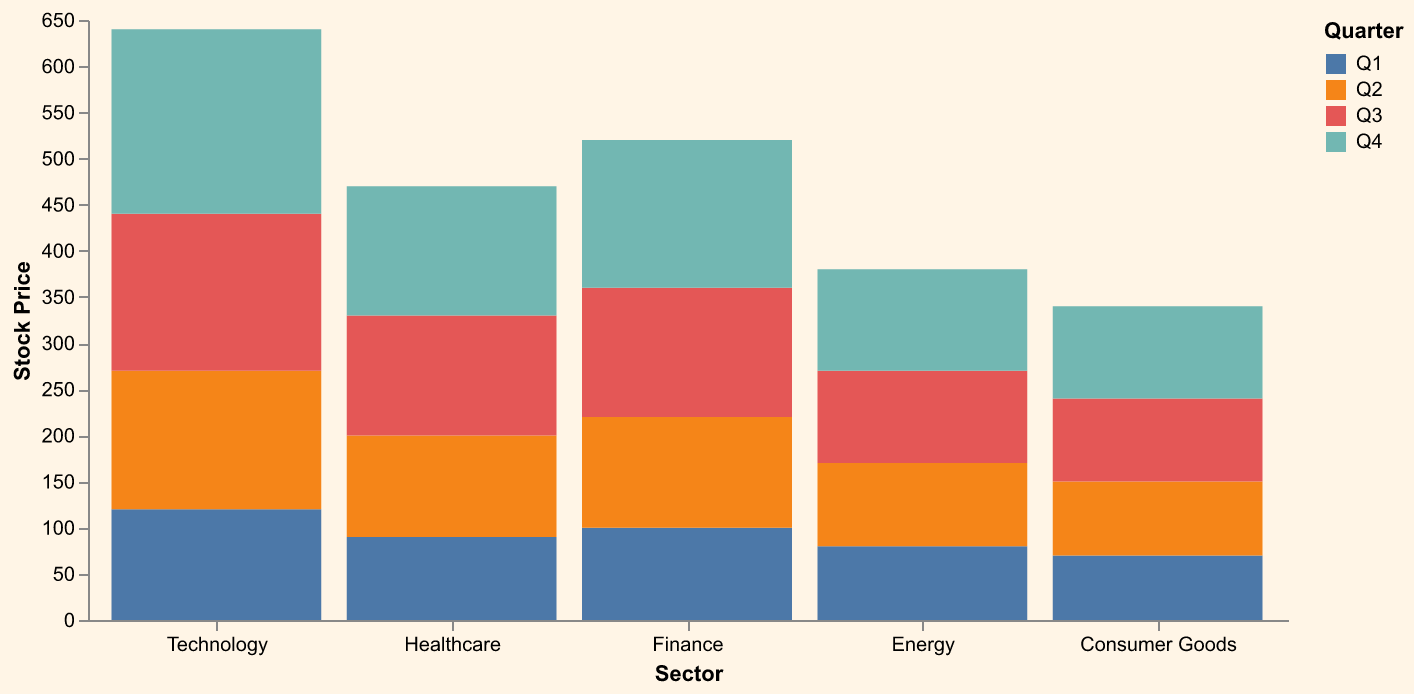 Stock Price
650
600
550
500
450
400
350
300
250
200
150
100
50
0
Technology
Healthcare
Finance
Energy
Consumer Goods
Sector
Quarter
Q1
Q2
Q3
Q4